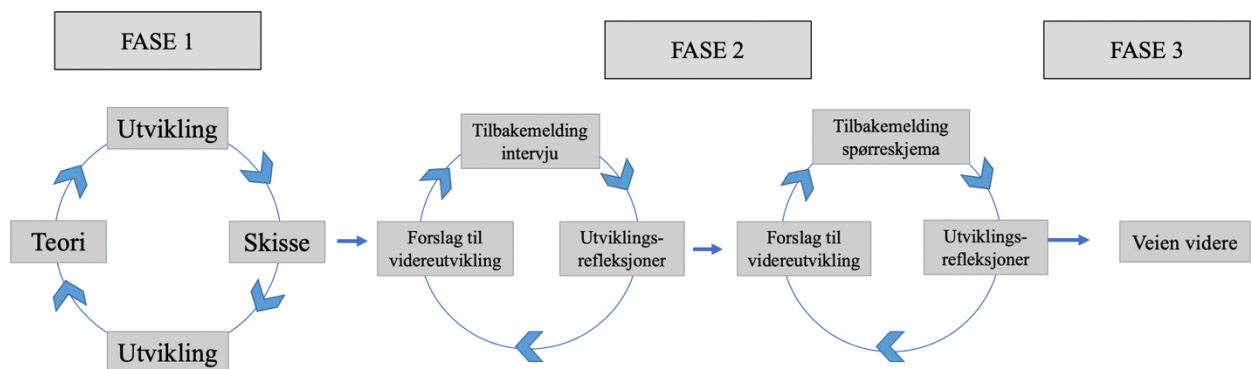 FASE 1
FASE 2
FASE 3
Utvikling
Teori
Skisse
Utvikling
Tilbakemelding
intervju
Forslag til
videreutvikling
Utviklings-
refleksjoner
Tilbakemelding
spørreskjema
Forslag til
videreutvikling
Utviklings-
refleksjoner
Veien videre